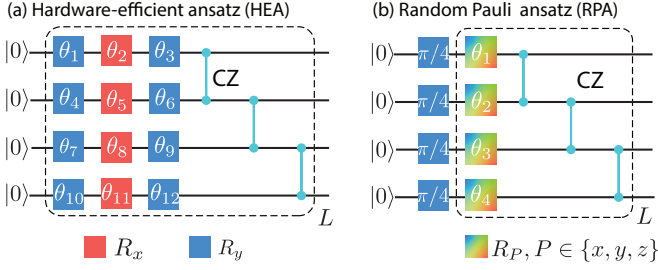 (a) Hardware-efficient ansatz (HEA)
|0⟩ θ₁ θ₂ θ₃
CZ
|0⟩ θ₄ θ₅ θ₆
|0⟩ θ₇ θ₈ θ₉
|0⟩ θ₁₀ θ₁₁ θ₁₂
L
Rₓ R_y
(b) Random Pauli ansatz (RPA)
|0⟩ π/4 θ₁
CZ
|0⟩ π/4 θ₂
|0⟩ π/4 θ₃
|0⟩ π/4 θ₄
L
R_P, P ∈ {x, y, z}